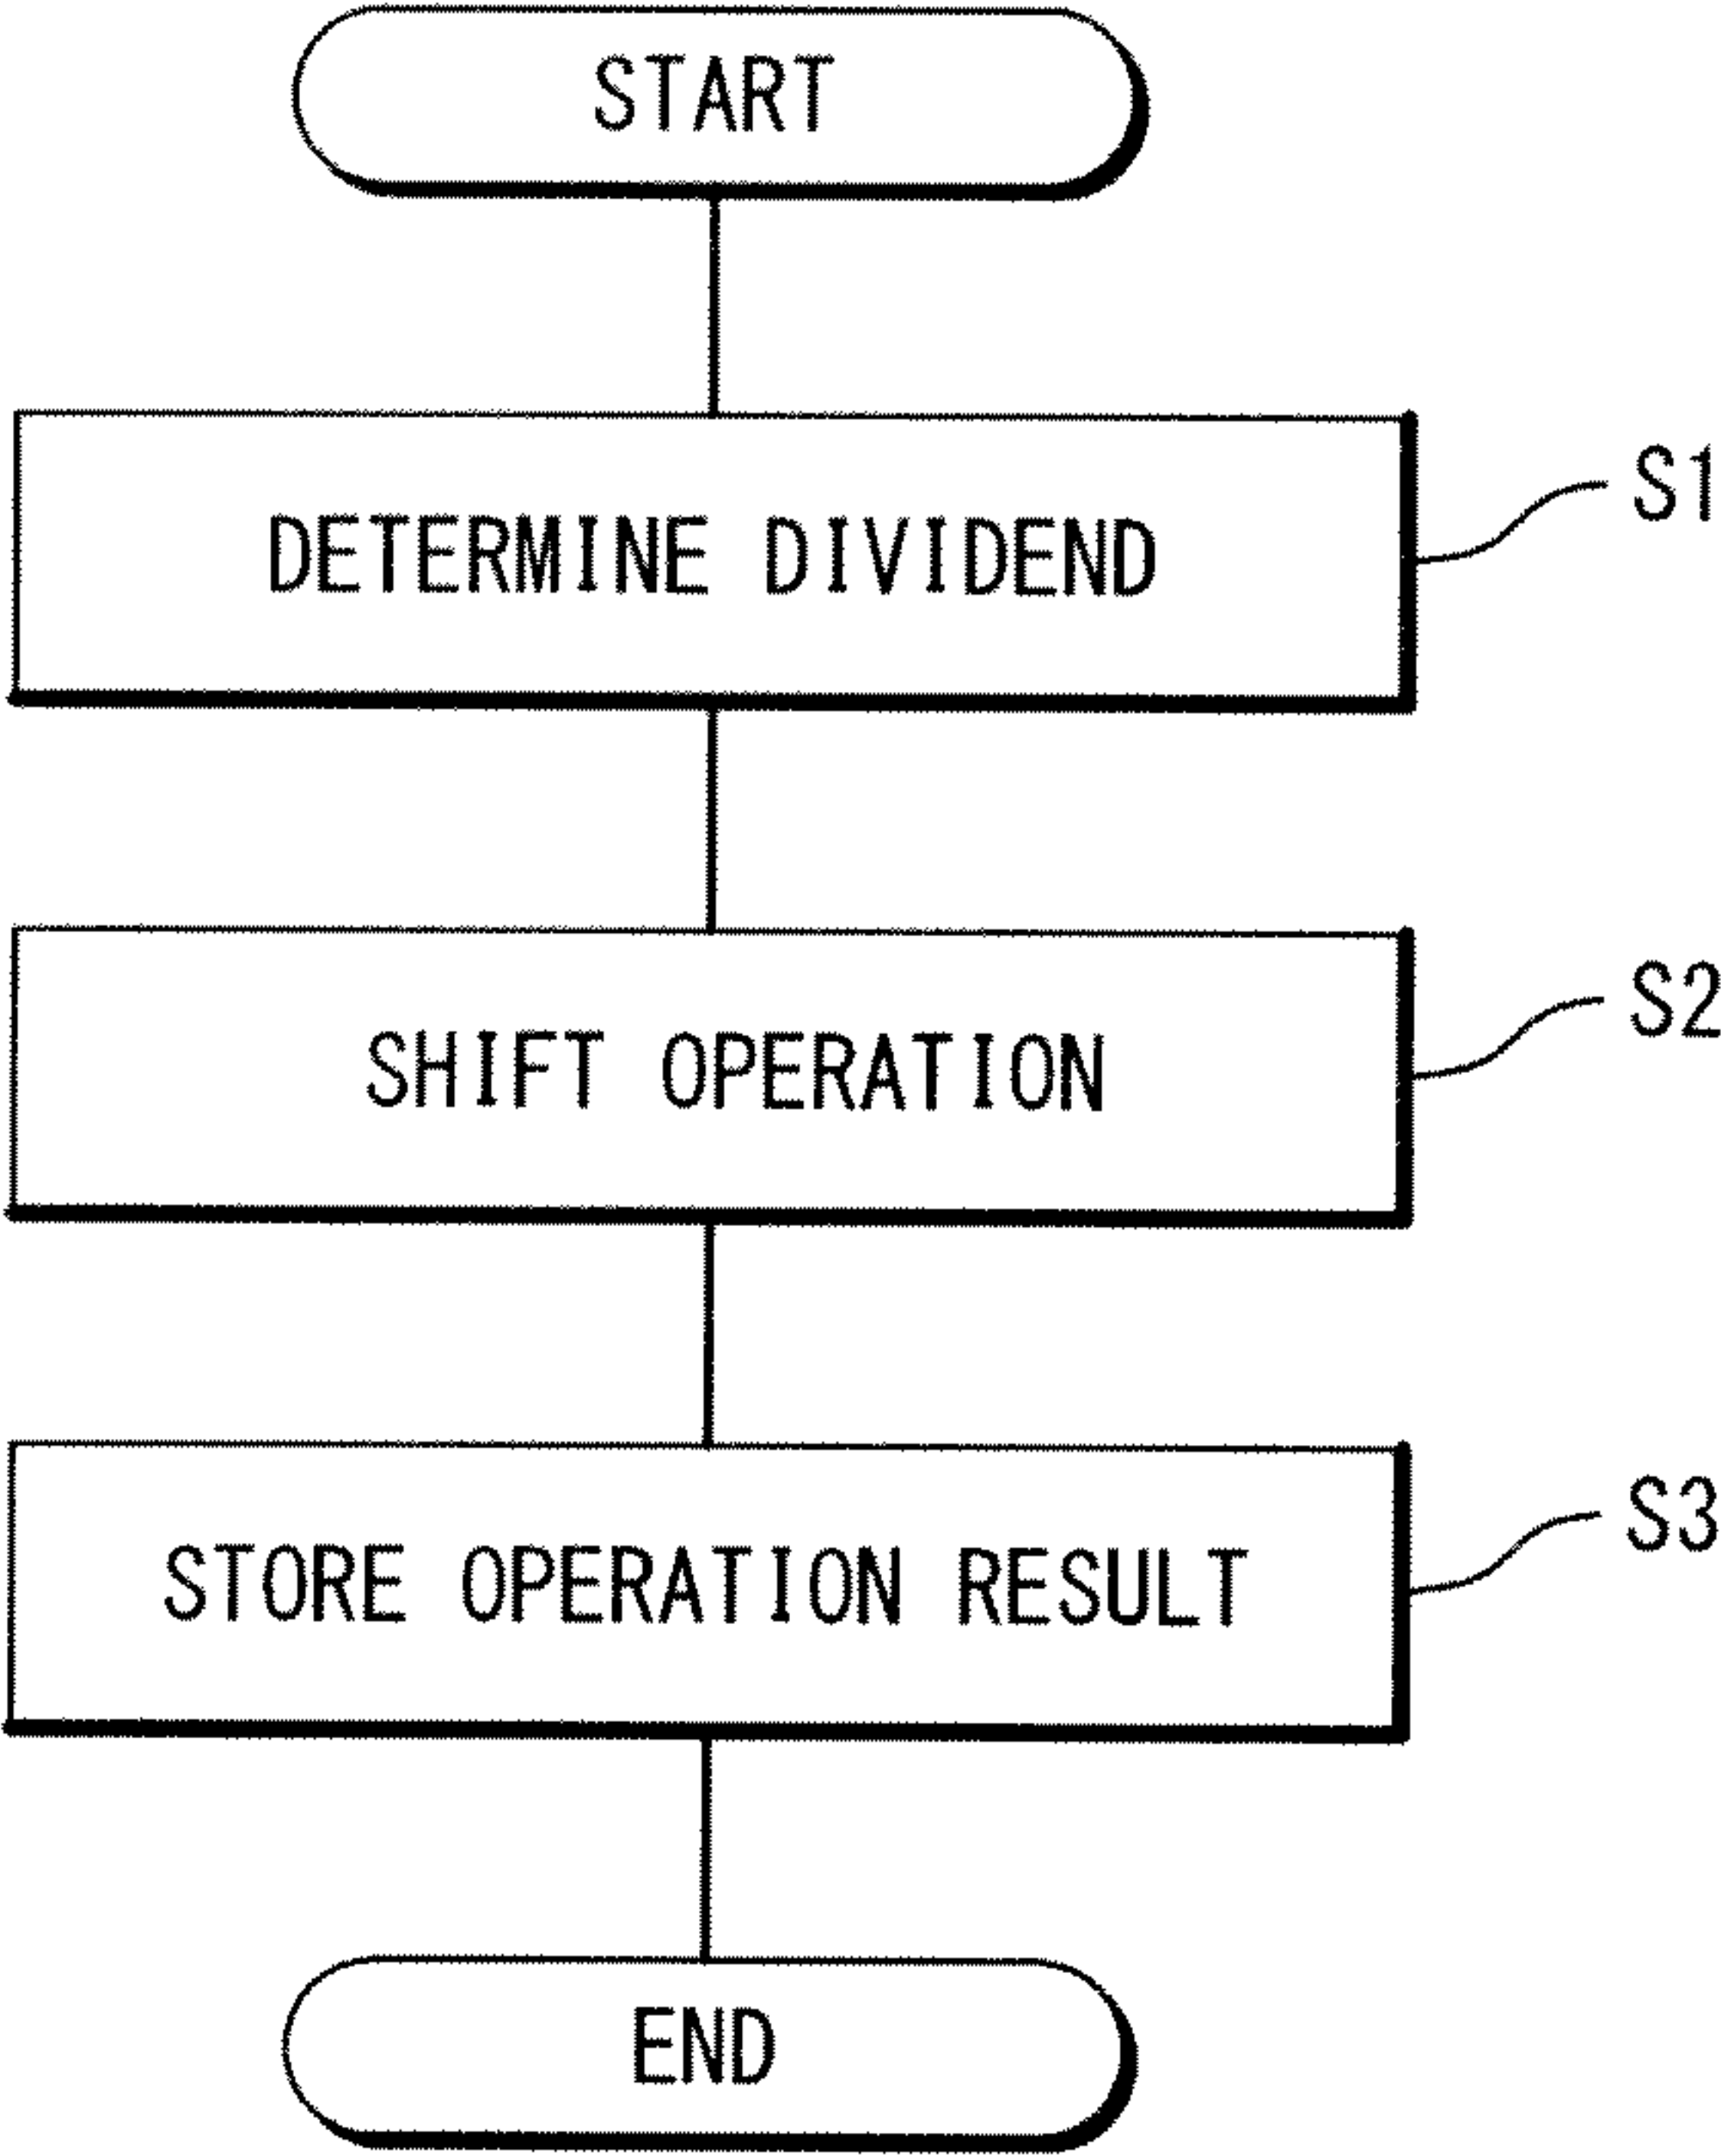 START
DETERMINE DIVIDEND
S1
SHIFT OPERATION
S2
STORE OPERATION RESULT
S3
END